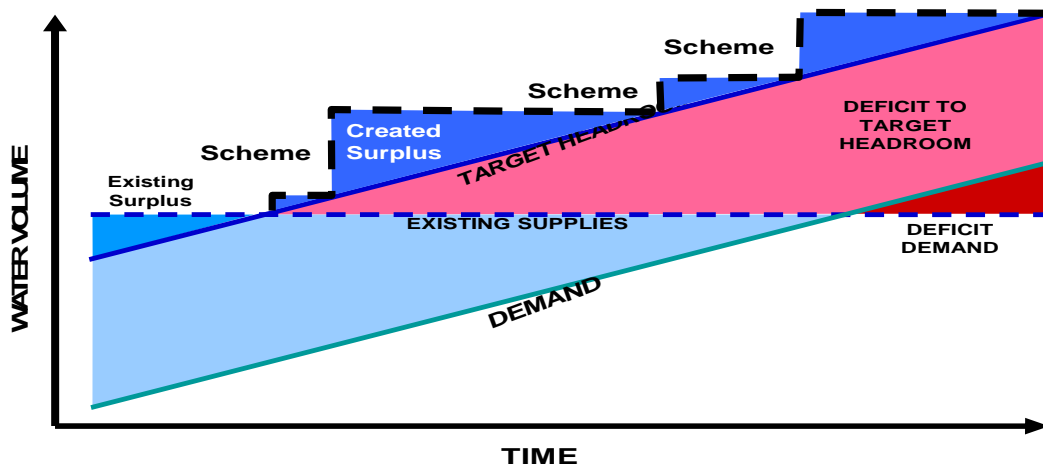 Scheme
Scheme
Scheme
Created
Surplus
DEFICIT TO
TARGET
HEADROOM
Existing
Surplus
TARGET
EXISTING SUPPLIES
DEFICIT
DEMAND
DEMAND
WATER VOLUME
TIME